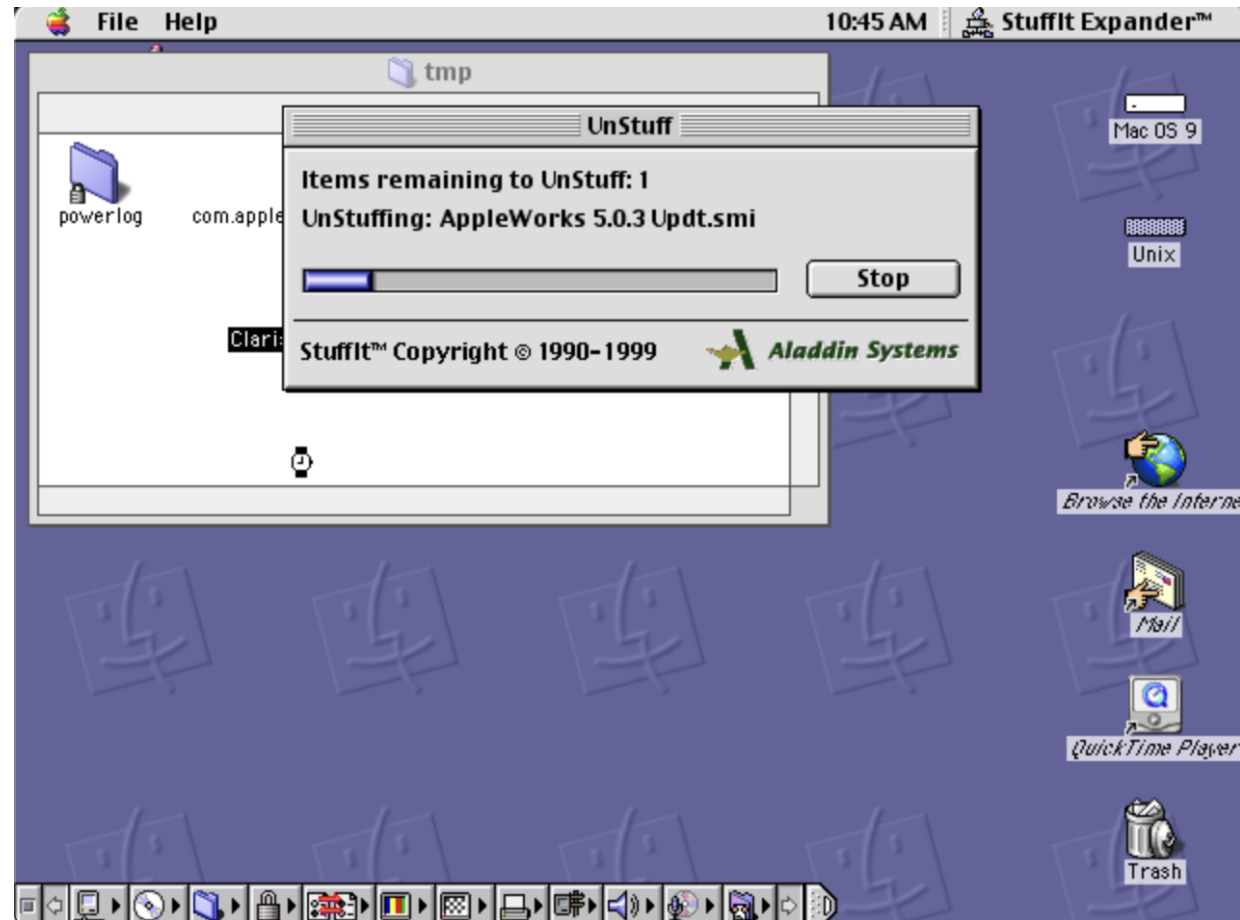 File Help 10:45 AM StuffIt Expander™
tmp
UnStuff
Items remaining to UnStuff: 1
UnStuffing: AppleWorks 5.0.3 Updt.smi
Stop
StuffIt™ Copyright © 1990-1999 Aladdin Systems
powerlog com.apple
Claris
Mac OS 9
Unix
Browse the Interne
Mail
QuickTime Player
Trash